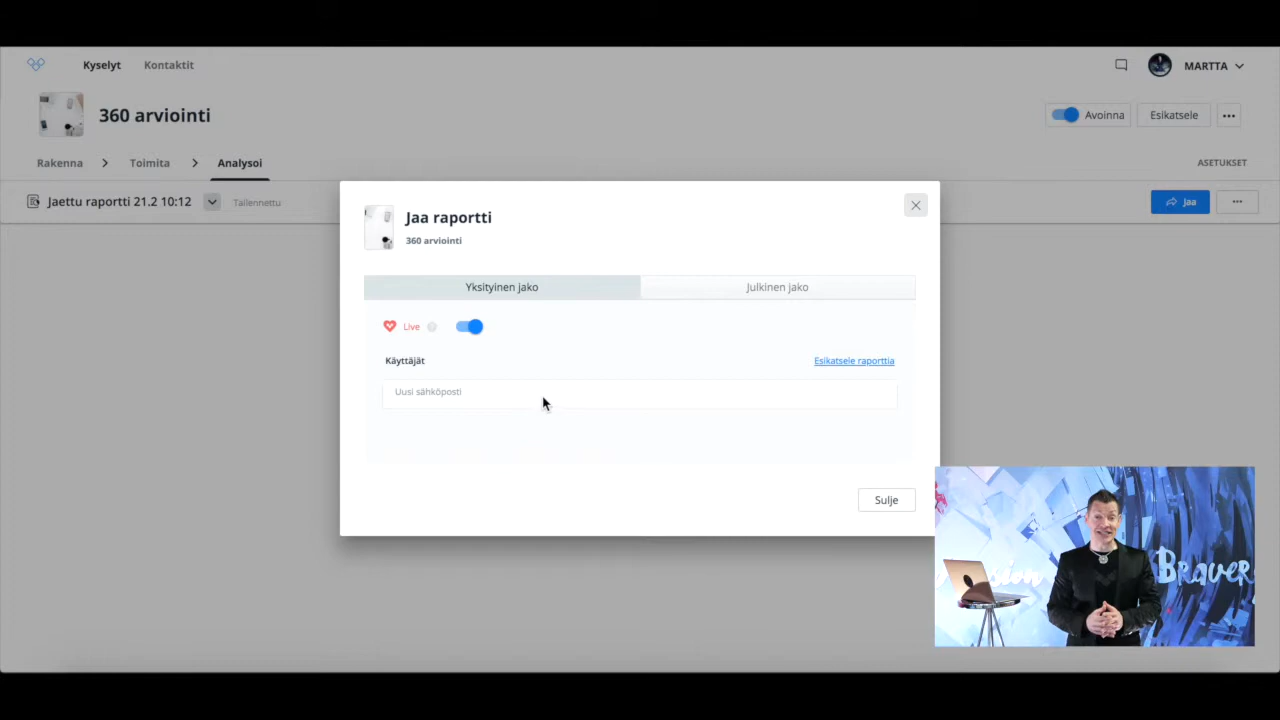 Kyselyt
Kontaktit
MARTTA
360 arviointi
Avoinna
Esikatsele
Rakenna
Toimita
Analysoi
ASETUKSET
Jaettu raportti 21.2 10:12
Tallennettu
Jaa
Jaa raportti
360 arviointi
Yksityinen jako
Julkinen jako
Live
Käyttäjät
Esikatsele raporttia
Uusi sähköposti
Sulje
Braver